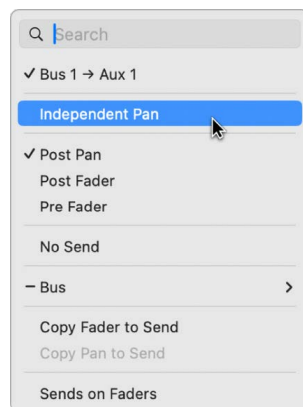 Search
✓ Bus 1 → Aux 1
Independent Pan
✓ Post Pan
Post Fader
Pre Fader
No Send
– Bus >
Copy Fader to Send
Copy Pan to Send
Sends on Faders